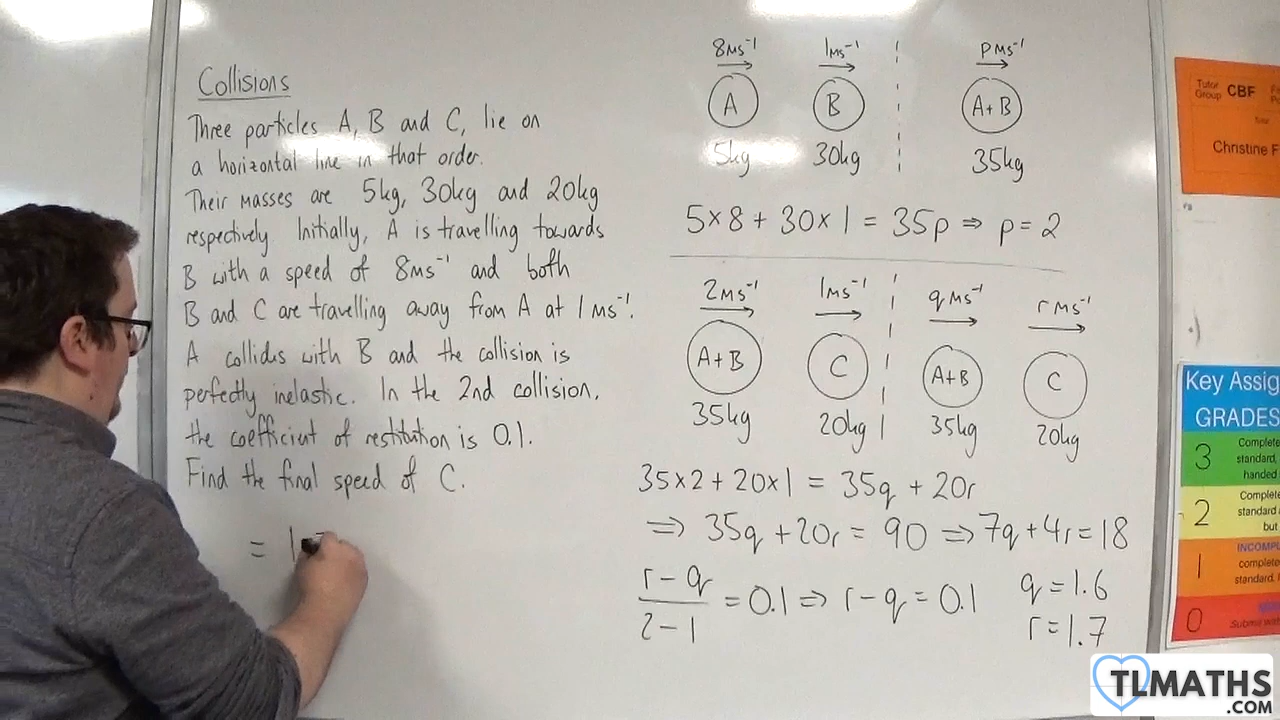 Collisions
Three particles A, B and C, lie on
a horizontal line in that order.
Their masses are 5kg, 30kg and 20kg
respectively Initially, A is travelling towards
B with a speed of 8ms⁻¹ and both
B and C are travelling away from A at 1ms⁻¹.
A collides with B and the collision is
perfectly inelastic. In the 2nd collision,
the coefficient of restitution is 0.1.
Find the final speed of C.
= 1
8ms⁻¹ 1ms⁻¹ pms⁻¹
A B A+B
5kg 30kg 35kg
5×8 + 30×1 = 35p ⇒ p = 2
2ms⁻¹ 1ms⁻¹ qms⁻¹ rms⁻¹
A+B C A+B C
35kg 20kg 35kg 20kg
35×2 + 20×1 = 35q + 20r
⇒ 35q + 20r = 90 ⇒ 7q + 4r = 18
r - q
2 - 1
= 0.1 ⇒ r - q = 0.1
q = 1.6
r = 1.7
Tutor
Group CBF
Christine F
Key Assig
GRADES
3 Comple
standard,
handed
2 Complet
standard a
but
1 INCOMPL
complete
standard.
0
Submit
TLMATHS
.COM